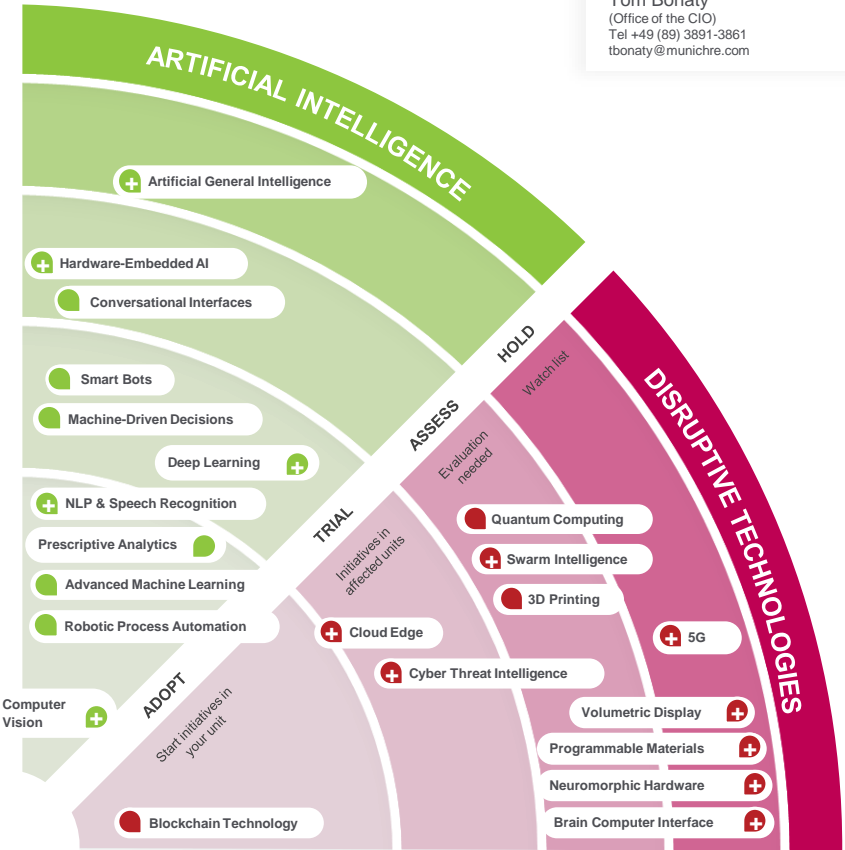 Tom Bonaty
(Office of the CIO)
Tel +49 (89) 3891-3861
tbonaty@munichre.com
ARTIFICIAL INTELLIGENCE
Artificial General Intelligence
Hardware-Embedded AI
Conversational Interfaces
Smart Bots
Machine-Driven Decisions
Deep Learning
NLP & Speech Recognition
Prescriptive Analytics
Advanced Machine Learning
Robotic Process Automation
Computer
Vision
HOLD
ASSESS
TRIAL
ADOPT
Watch list
Evaluation
needed
Initiatives in
affected units
Start initiatives in
your unit
DISRUPTIVE TECHNOLOGIES
Quantum Computing
Swarm Intelligence
3D Printing
Cloud Edge
5G
Cyber Threat Intelligence
Volumetric Display
Programmable Materials
Neuromorphic Hardware
Brain Computer Interface
Blockchain Technology